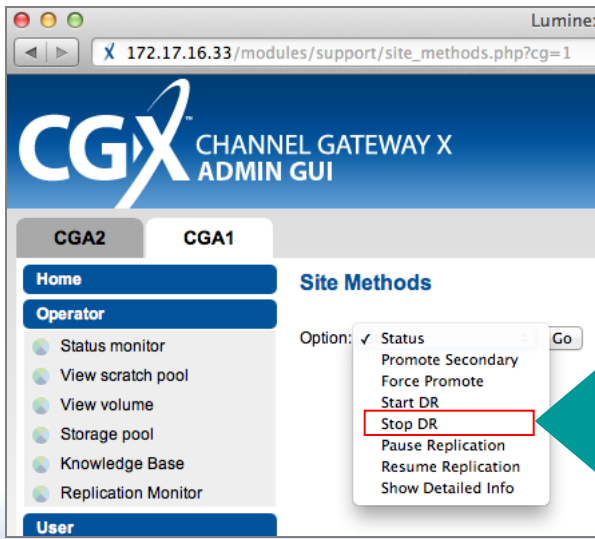 Lumine
172.17.16.33/modules/support/site_methods.php?cg=1
CGX™ CHANNEL GATEWAY X
ADMIN GUI
CGA2 CGA1
Home
Operator
Status monitor
View scratch pool
View volume
Storage pool
Knowledge Base
Replication Monitor
User
Site Methods
Option: ✓ Status Go
Promote Secondary
Force Promote
Start DR
Stop DR
Pause Replication
Resume Replication
Show Detailed Info